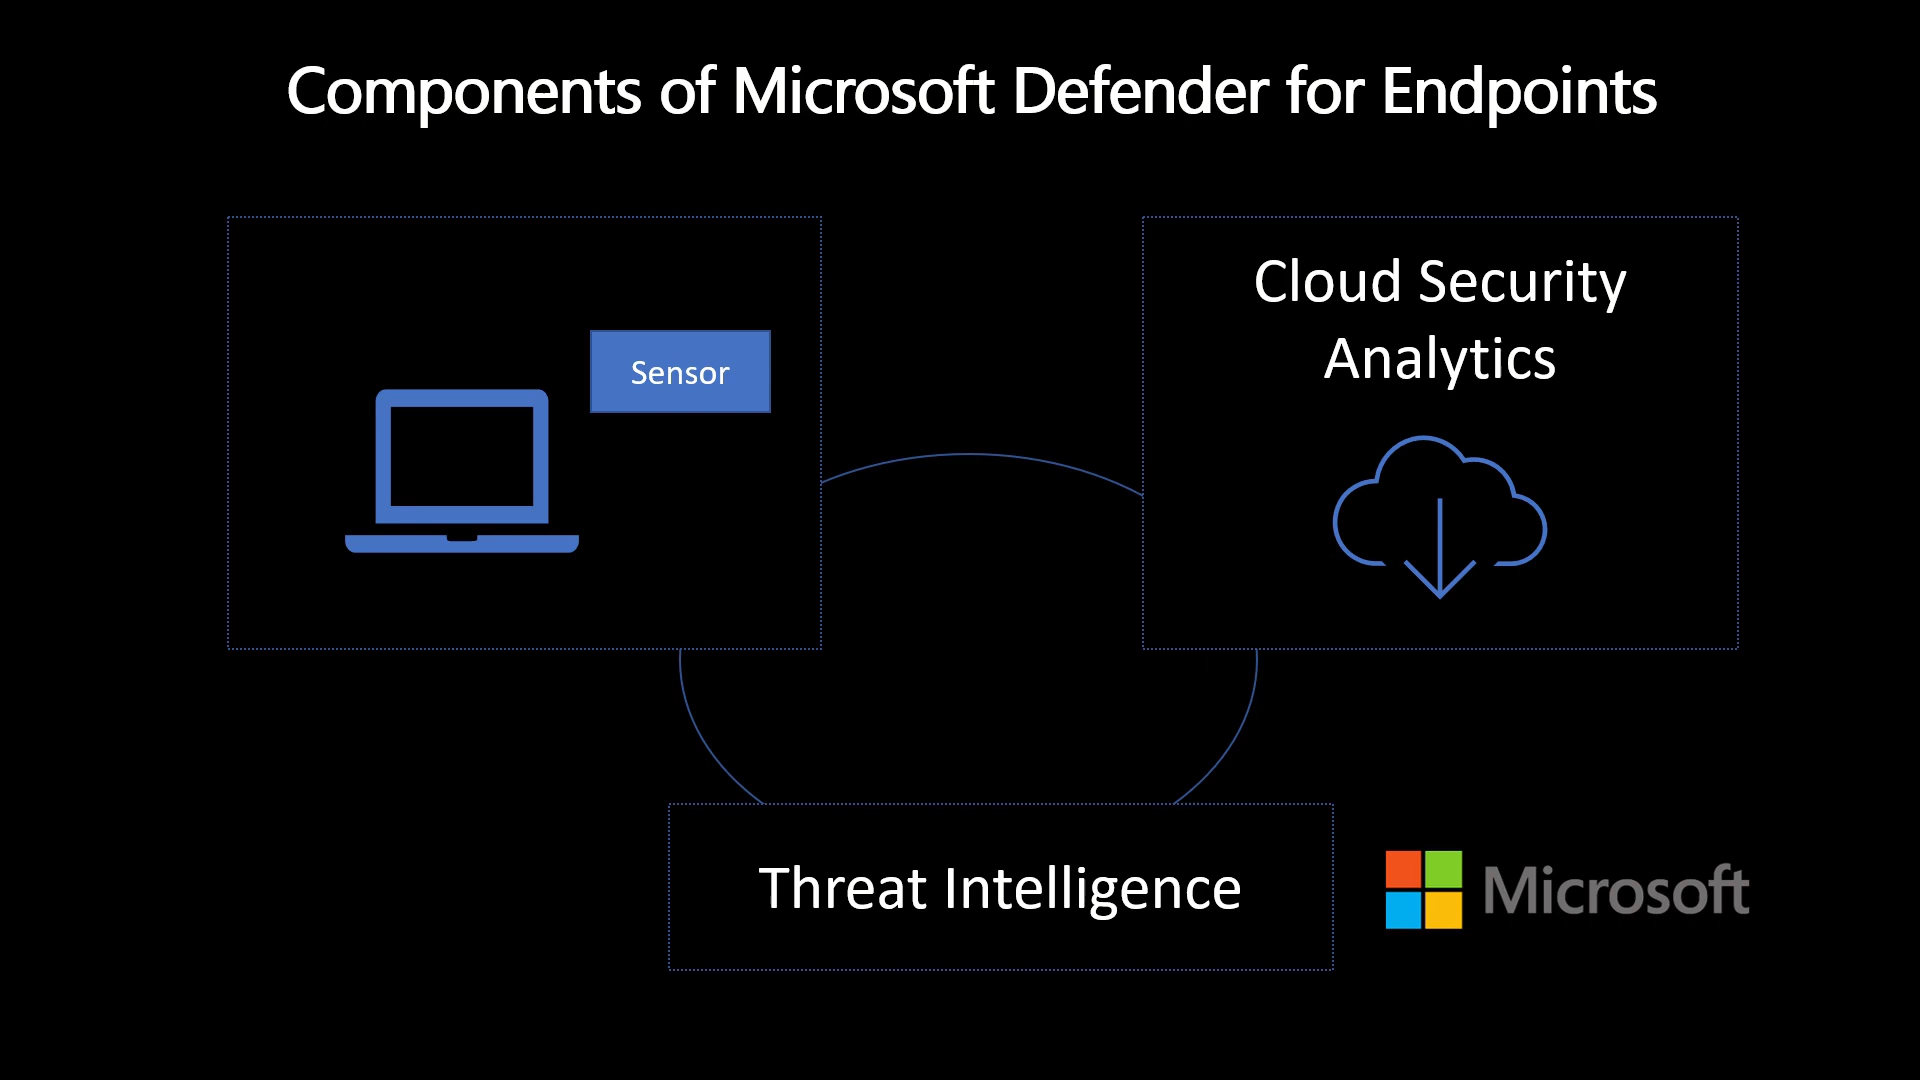 Components of Microsoft Defender for Endpoints
Sensor
Cloud Security
Analytics
Threat Intelligence
Microsoft